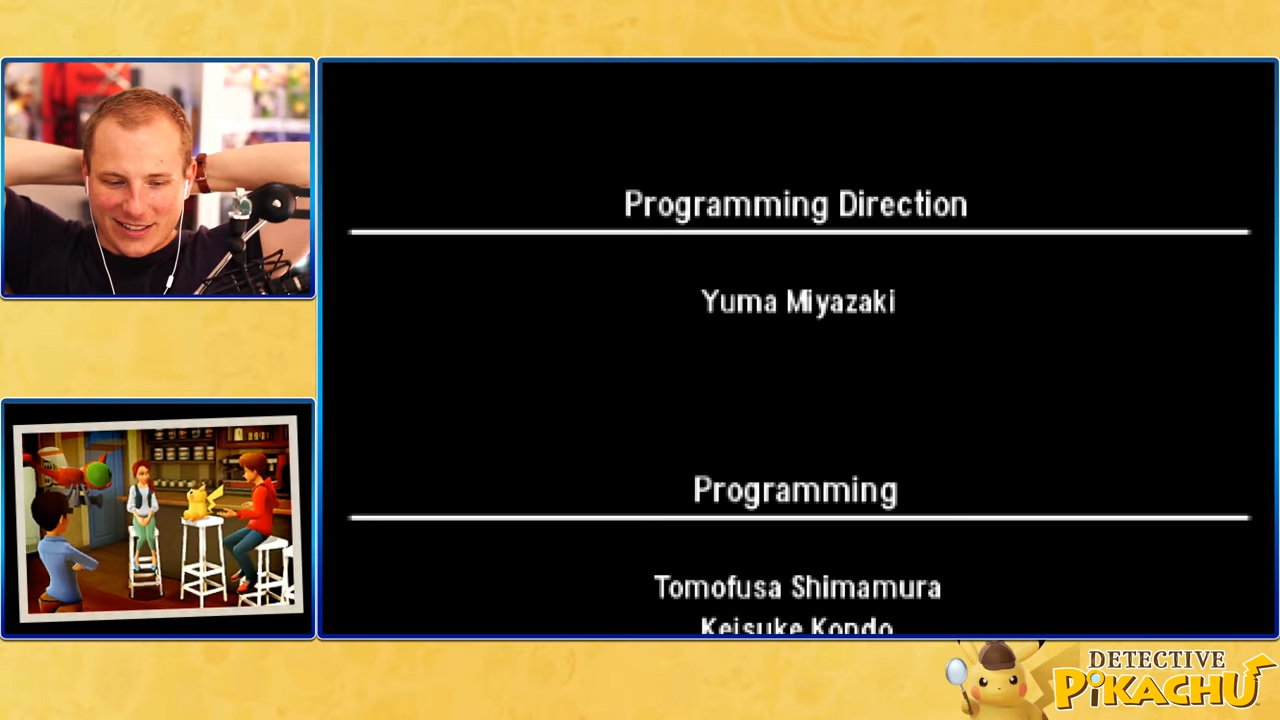 Programming Direction
Yuma Miyazaki
Programming
Tomofusa Shimamura
Keisuke Kondo
DETECTIVE
PiKACHU